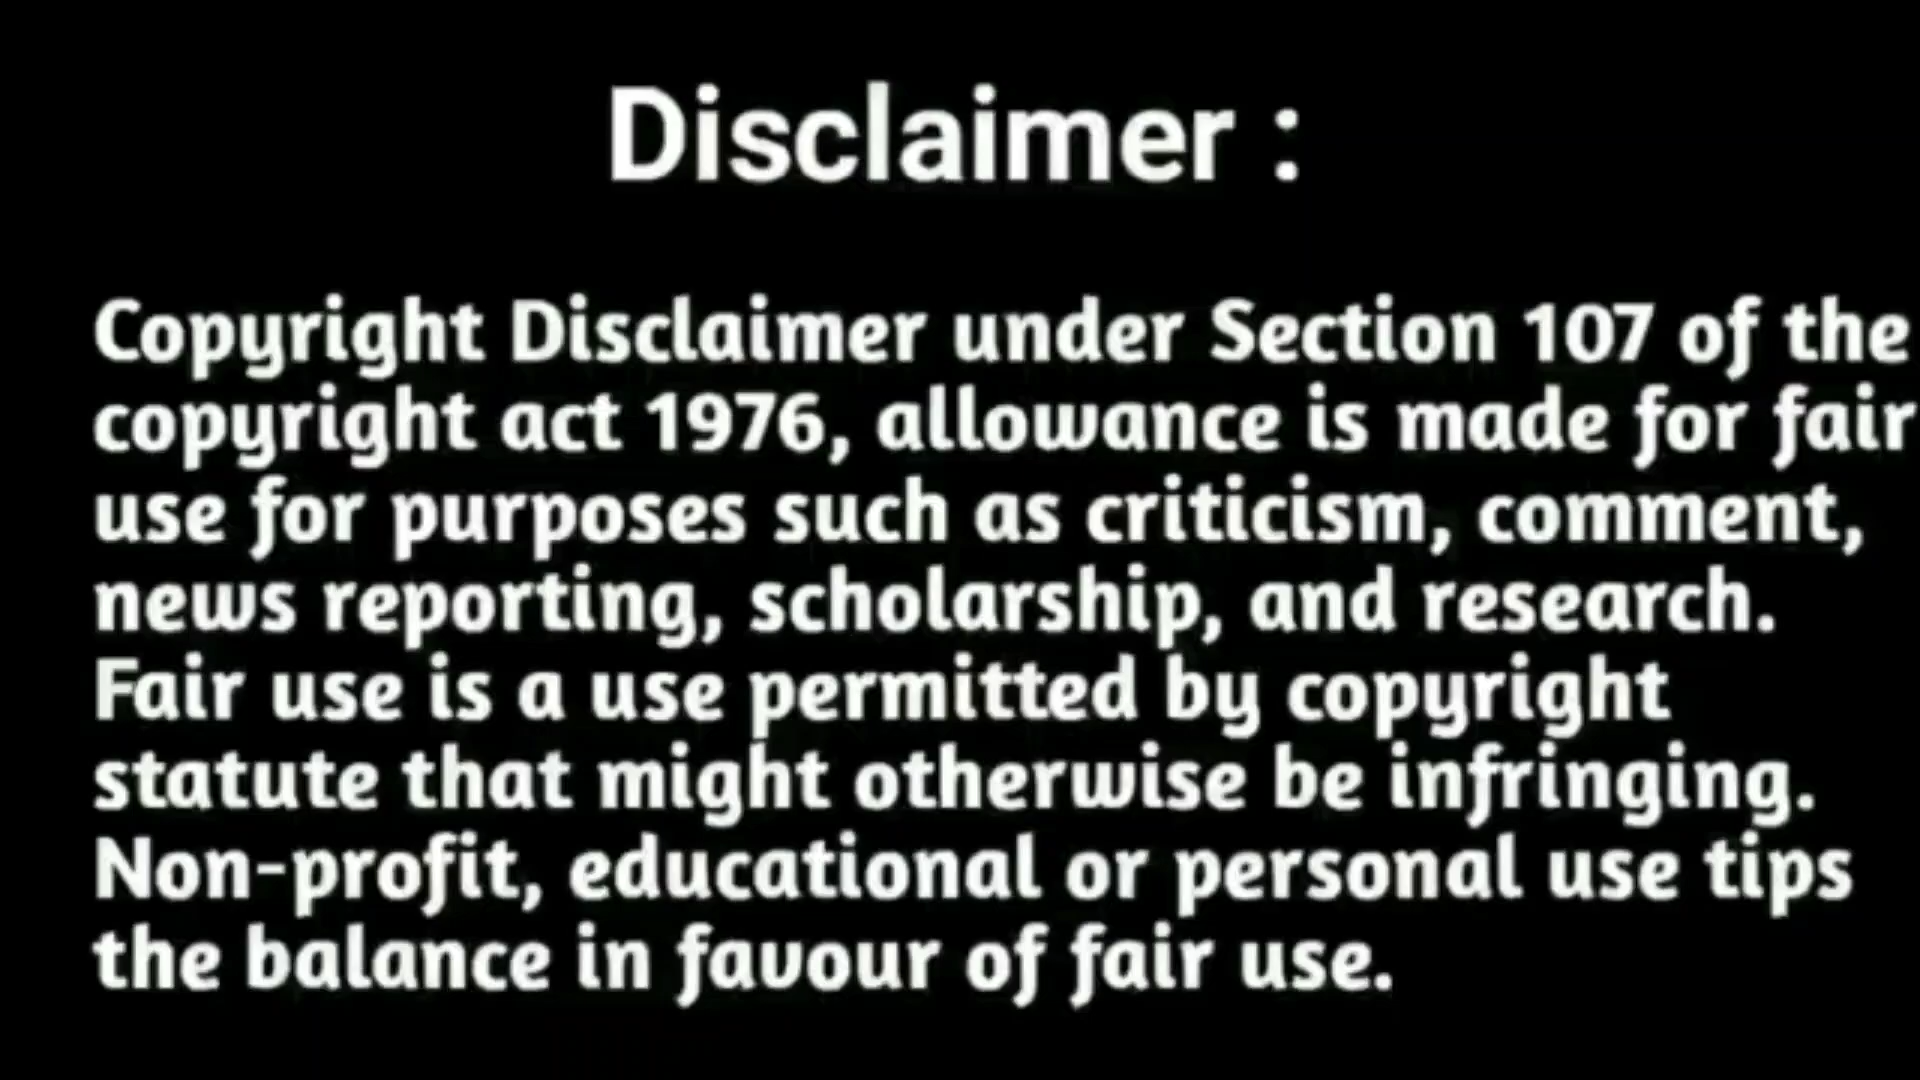 Disclaimer :
Copyright Disclaimer under Section 107 of the
copyright act 1976, allowance is made for fair
use for purposes such as criticism, comment,
news reporting, scholarship, and research.
Fair use is a use permitted by copyright
statute that might otherwise be infringing.
Non-profit, educational or personal use tips
the balance in favour of fair use.